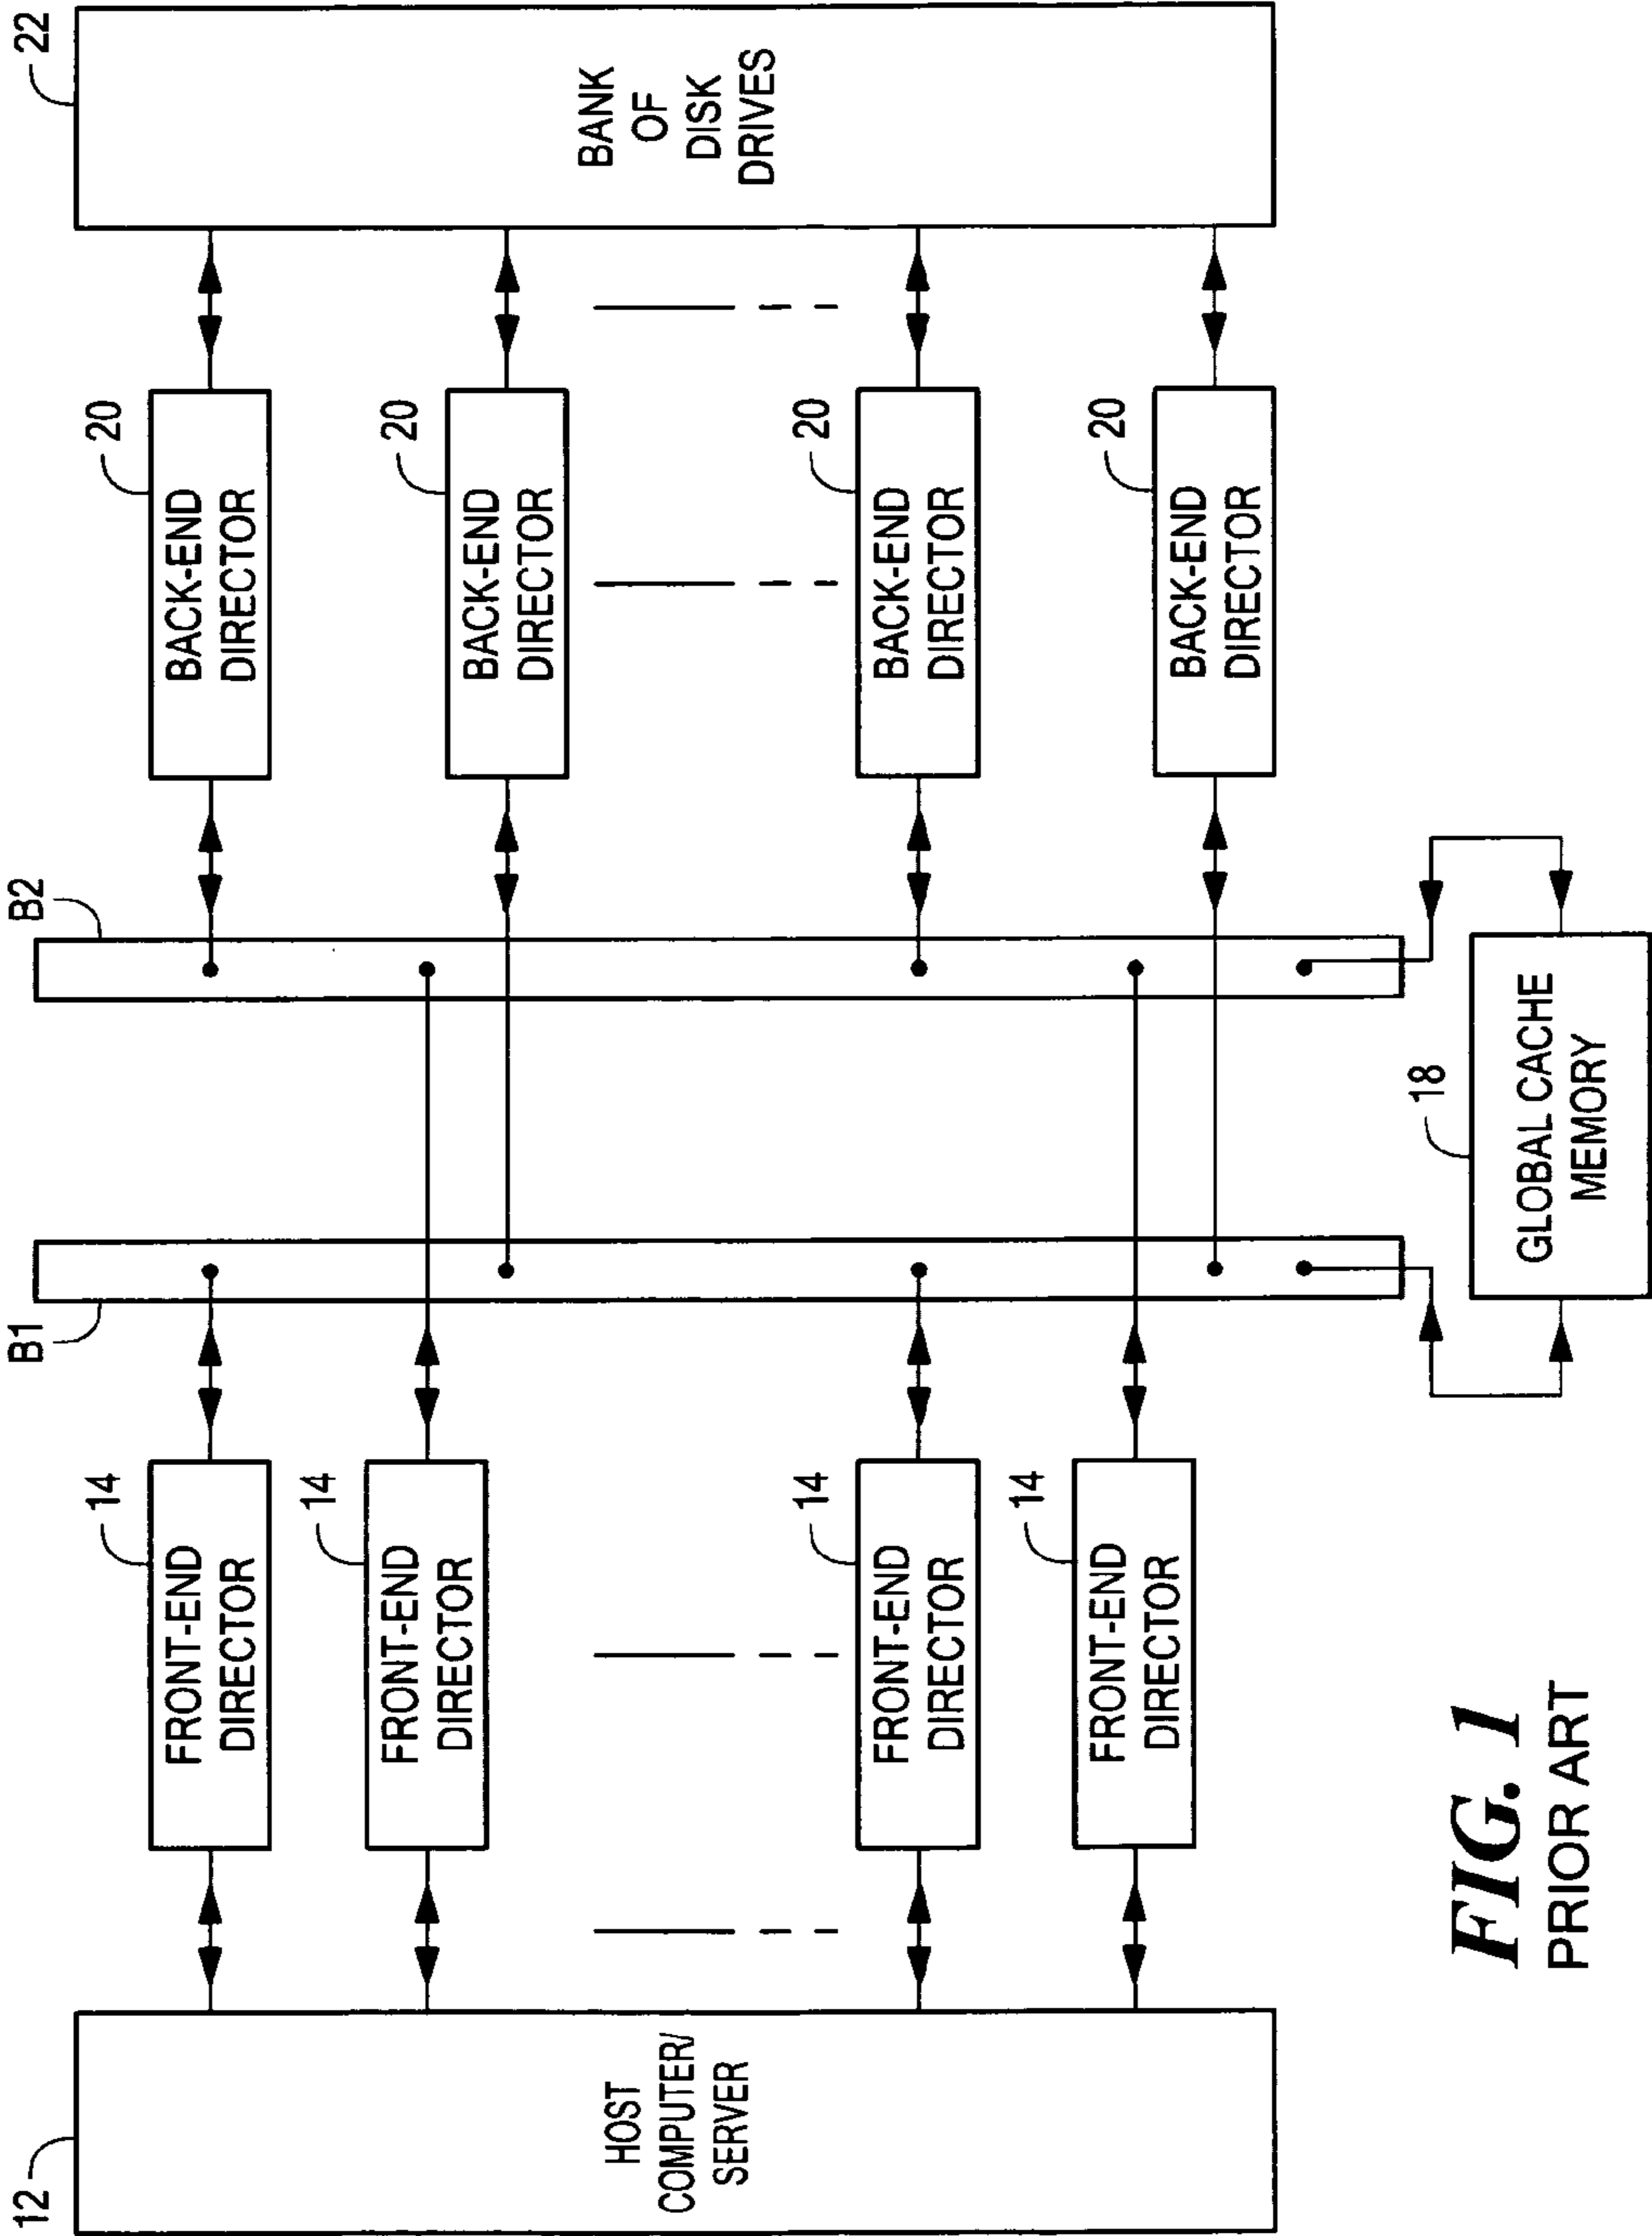 12
HOST
COMPUTER/
SERVER
14
FRONT-END
DIRECTOR
14
FRONT-END
DIRECTOR
14
FRONT-END
DIRECTOR
14
FRONT-END
DIRECTOR
B1
B2
18
GLOBAL CACHE
MEMORY
20
BACK-END
DIRECTOR
20
BACK-END
DIRECTOR
20
BACK-END
DIRECTOR
20
BACK-END
DIRECTOR
22
BANK
OF
DISK
DRIVES
FIG. 1
PRIOR ART